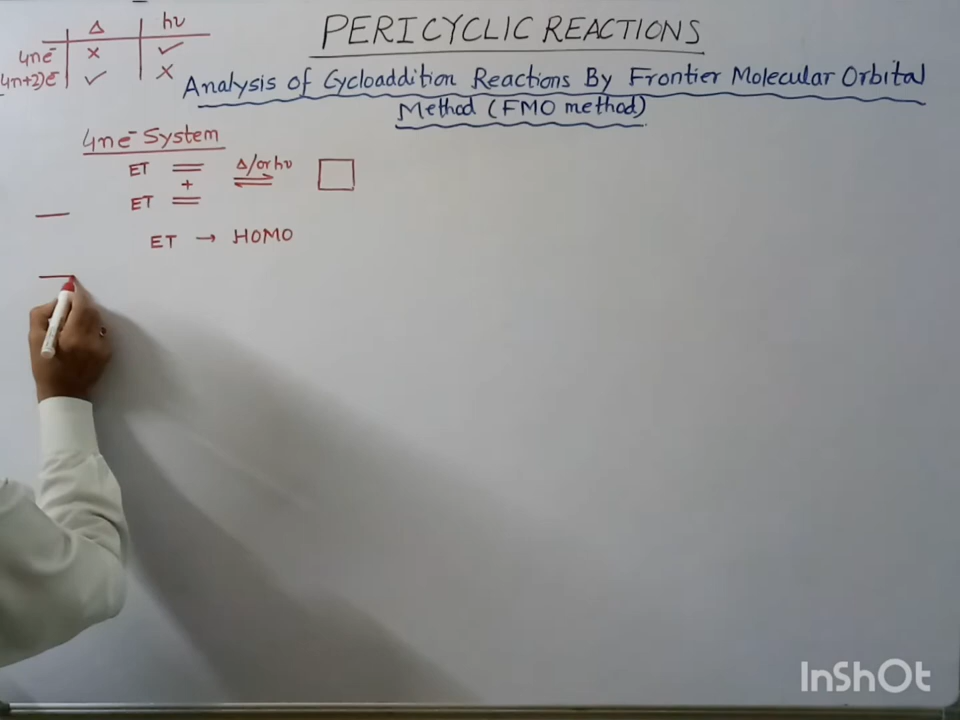 PERICYCLIC REACTIONS
Analysis of Cycloaddition Reactions By Frontier Molecular Orbital
Method (FMO method)
Δ hν
4ne⁻ × ✓
(4n+2)e⁻ ✓ ×
4ne⁻ System
ET Δ/or hν
+
ET
ET → HOMO
InShOt